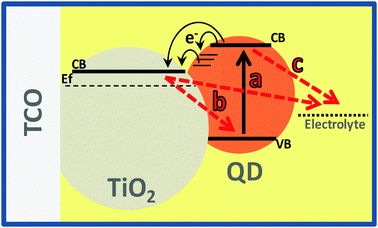 e-
CB
CB
Ef
a
c
b
TCO
Electrolyte
VB
QD
TiO2